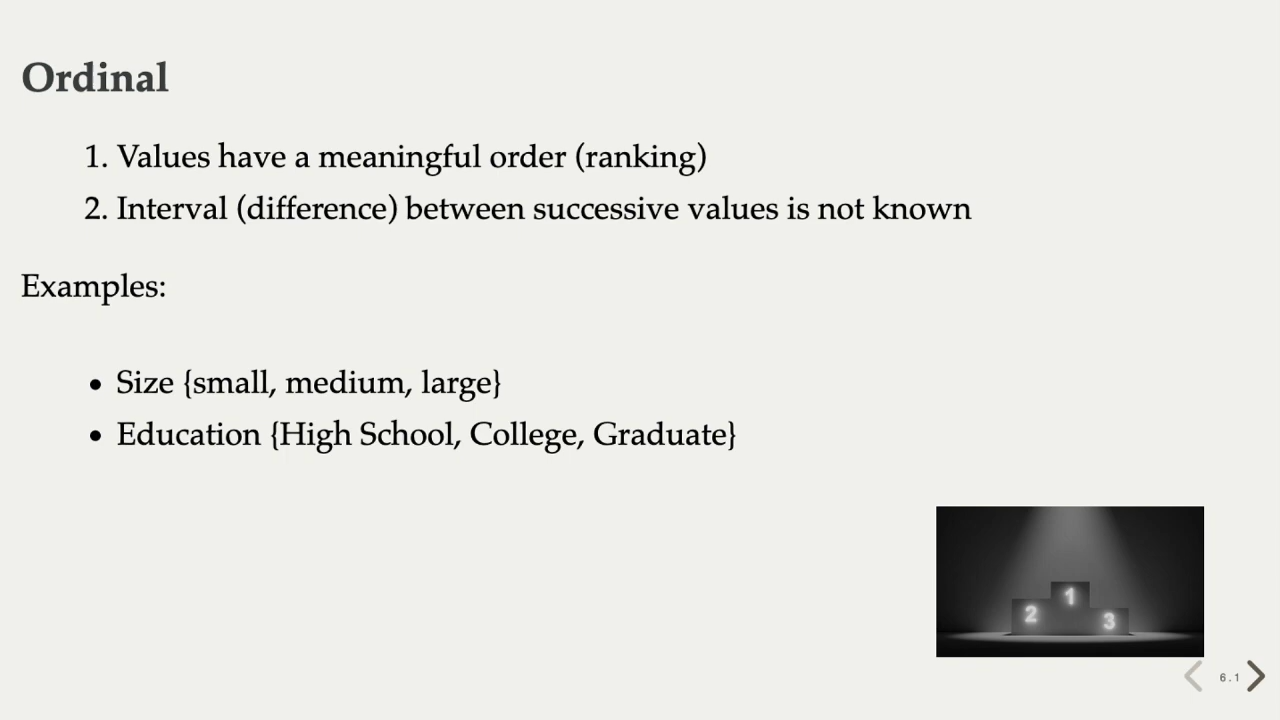 Ordinal
1. Values have a meaningful order (ranking)
2. Interval (difference) between successive values is not known
Examples:
• Size {small, medium, large}
• Education {High School, College, Graduate}
1
2
3
6.1